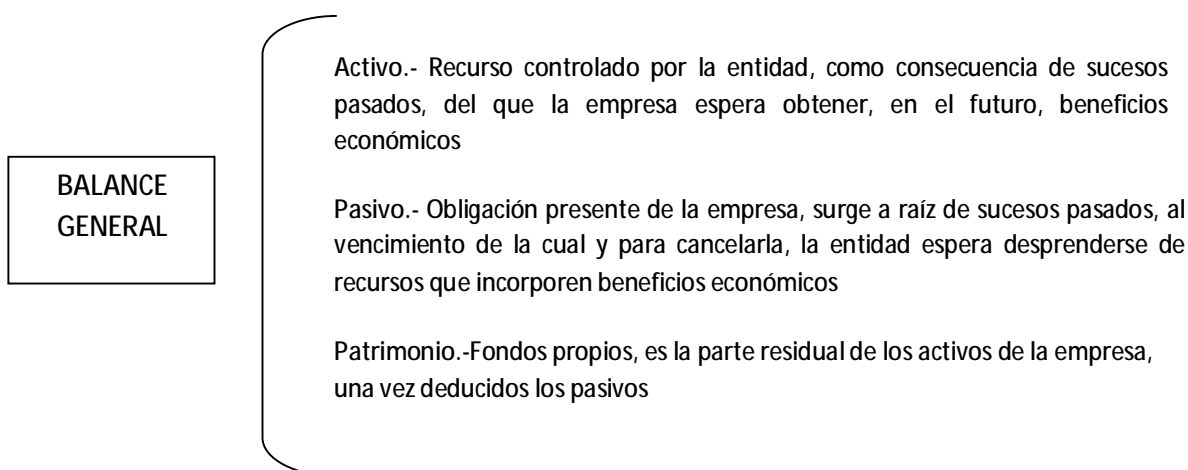 BALANCE
GENERAL
Activo.- Recurso controlado por la entidad, como consecuencia de sucesos
pasados, del que la empresa espera obtener, en el futuro, beneficios
económicos
Pasivo.- Obligación presente de la empresa, surge a raíz de sucesos pasados, al
vencimiento de la cual y para cancelarla, la entidad espera desprenderse de
recursos que incorporen beneficios económicos
Patrimonio.-Fondos propios, es la parte residual de los activos de la empresa,
una vez deducidos los pasivos